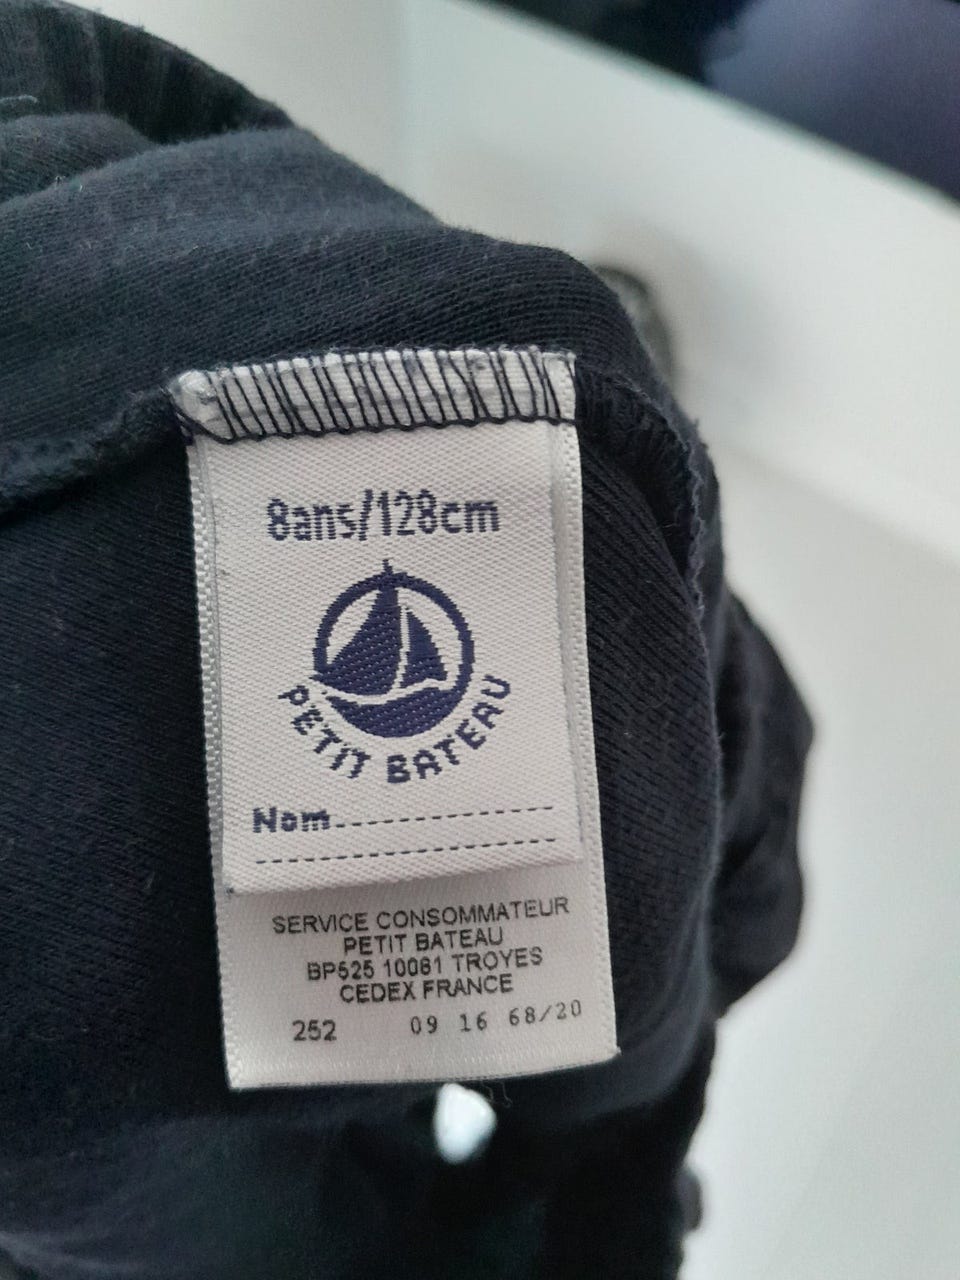 8ans/128cm
PETIT BATEAU
Nom
SERVICE CONSOMMATEUR
PETIT BATEAU
BP525 10081 TROYES
CEDEX FRANCE
252 09 16 68/20